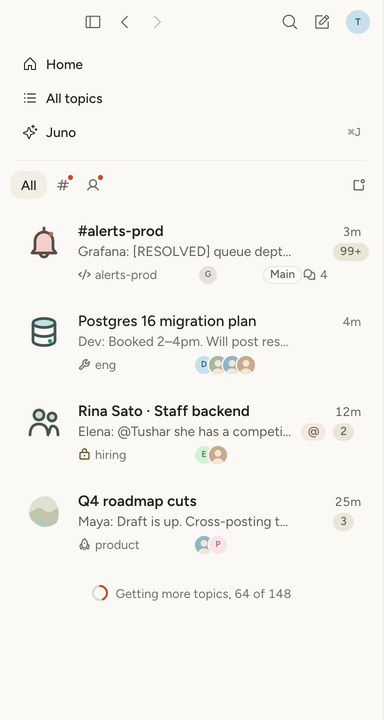 T
Home
All topics
Juno ⌘J
All
#alerts-prod 3m
Grafana: [RESOLVED] queue dept... 99+
alerts-prod G Main 4
Postgres 16 migration plan 4m
Dev: Booked 2–4pm. Will post res...
eng D
Rina Sato · Staff backend 12m
Elena: @Tushar she has a competi... @ 2
hiring E
Q4 roadmap cuts 25m
Maya: Draft is up. Cross-posting t... 3
product P
Getting more topics, 64 of 148